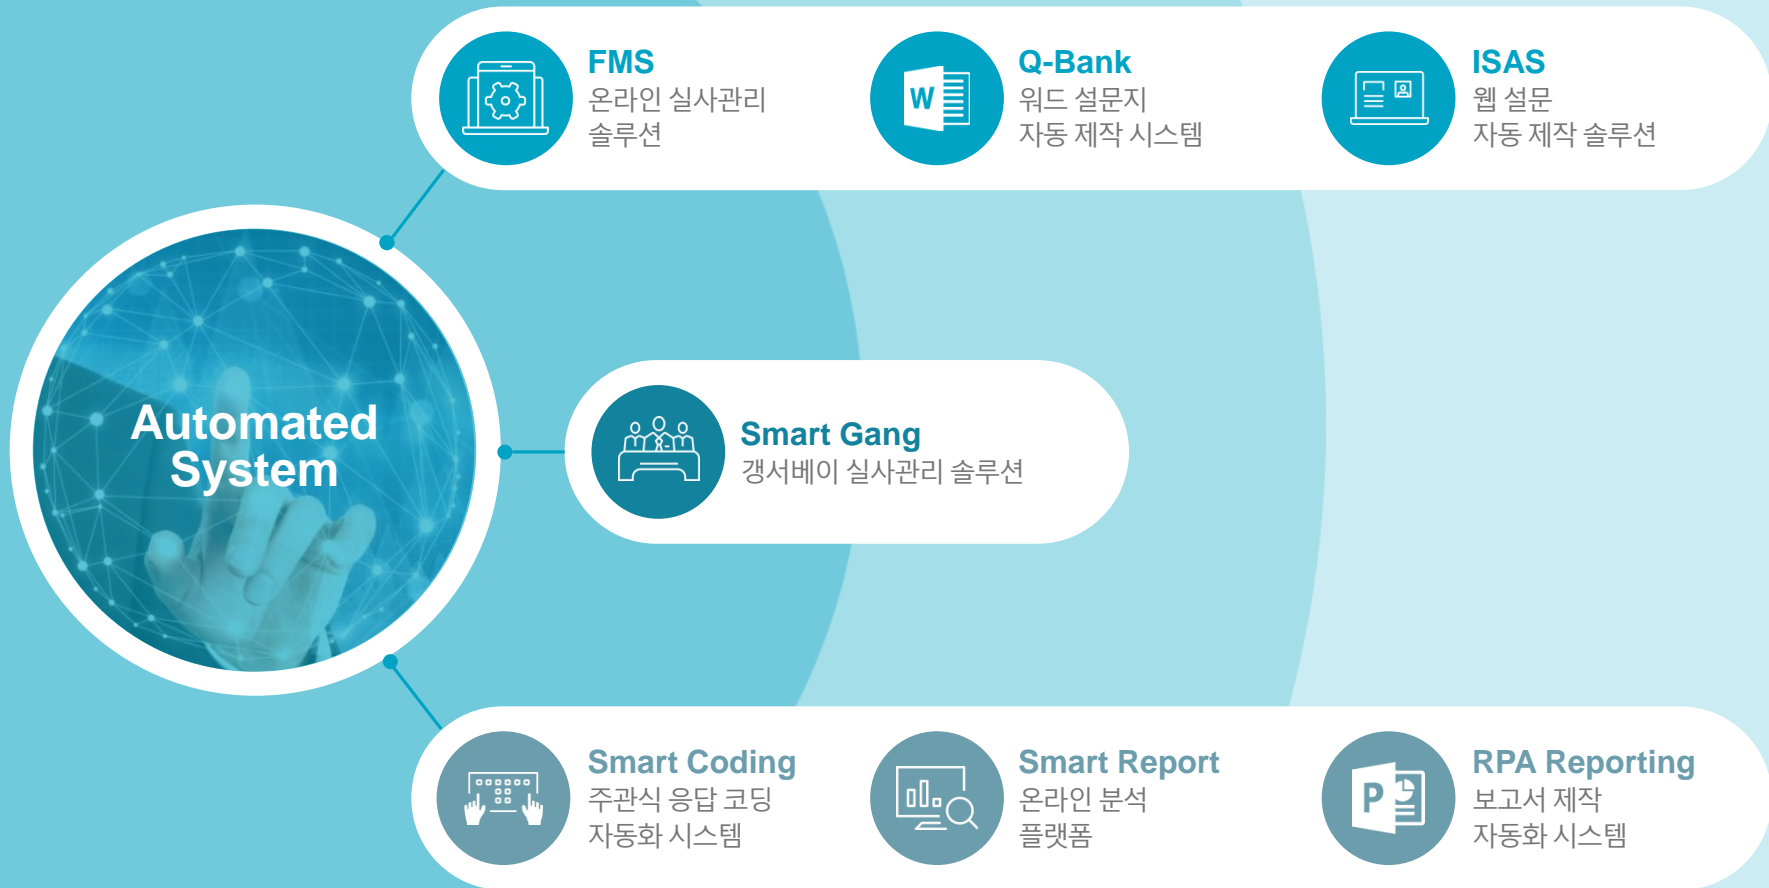 FMS
온라인 실사관리
솔루션
W
Q-Bank
워드 설문지
자동 제작 시스템
ISAS
웹 설문
자동 제작 솔루션
Automated
System
Smart Gang
갱서베이 실사관리 솔루션
Smart Coding
주관식 응답 코딩
자동화 시스템
Smart Report
온라인 분석
플랫폼
P
RPA Reporting
보고서 제작
자동화 시스템